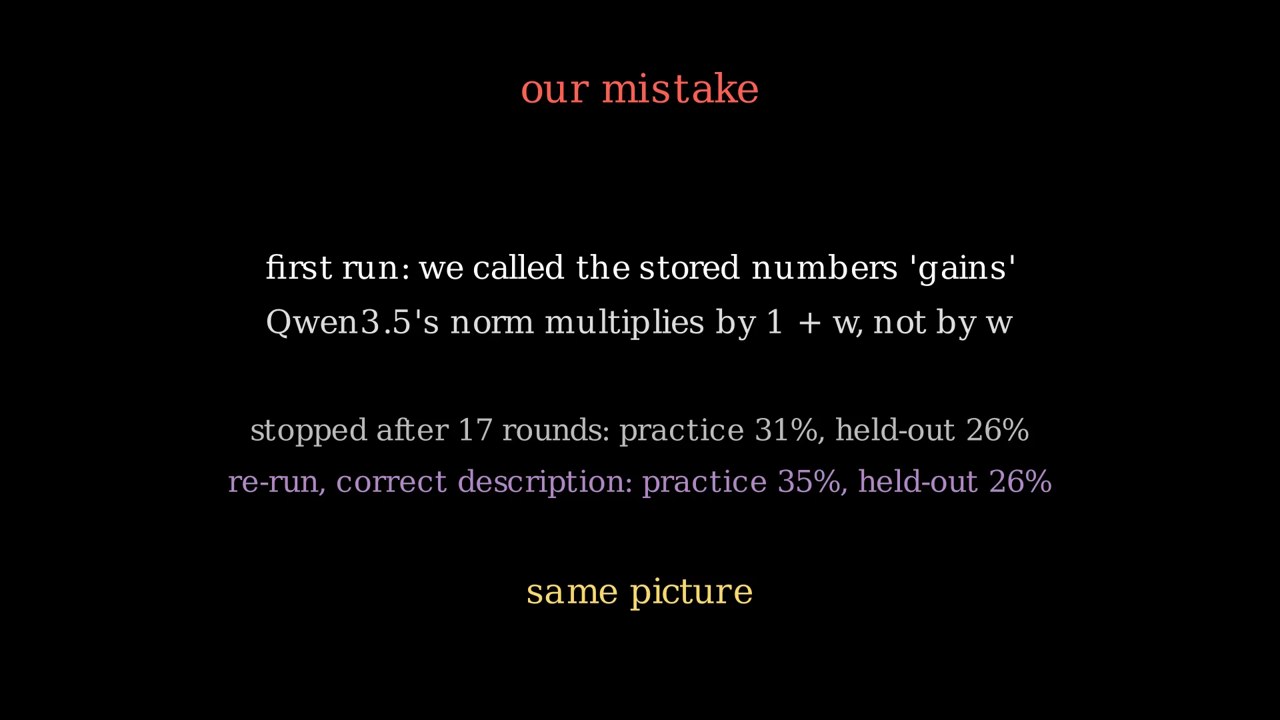 our mistake
first run: we called the stored numbers 'gains'
Qwen3.5's norm multiplies by 1 + w, not by w
stopped after 17 rounds: practice 31%, held-out 26%
re-run, correct description: practice 35%, held-out 26%
same picture